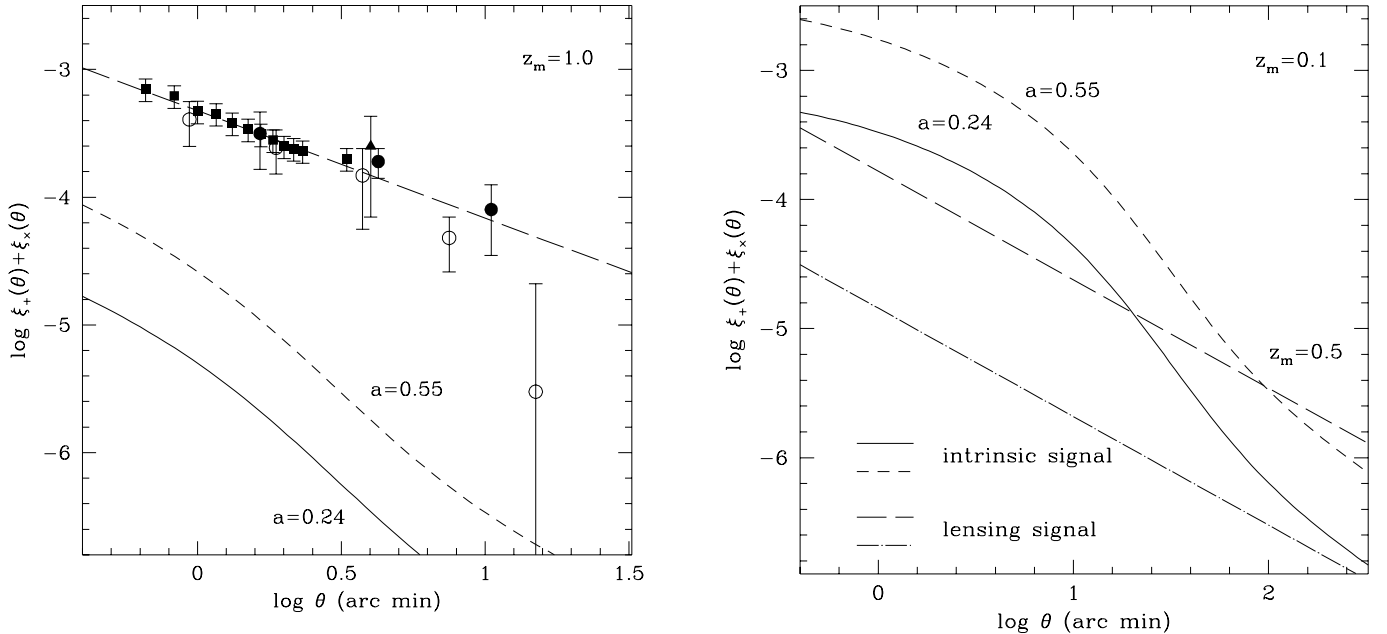 z_m=1.0
−3
−4
−5
−6
log ξ₊(θ)+ξ_×(θ)
a=0.55
a=0.24
0
0.5
1
1.5
log θ (arc min)
z_m=0.1
−3
−4
−5
−6
log ξ₊(θ)+ξ_×(θ)
a=0.55
a=0.24
z_m=0.5
intrinsic signal
lensing signal
0
1
2
log θ (arc min)